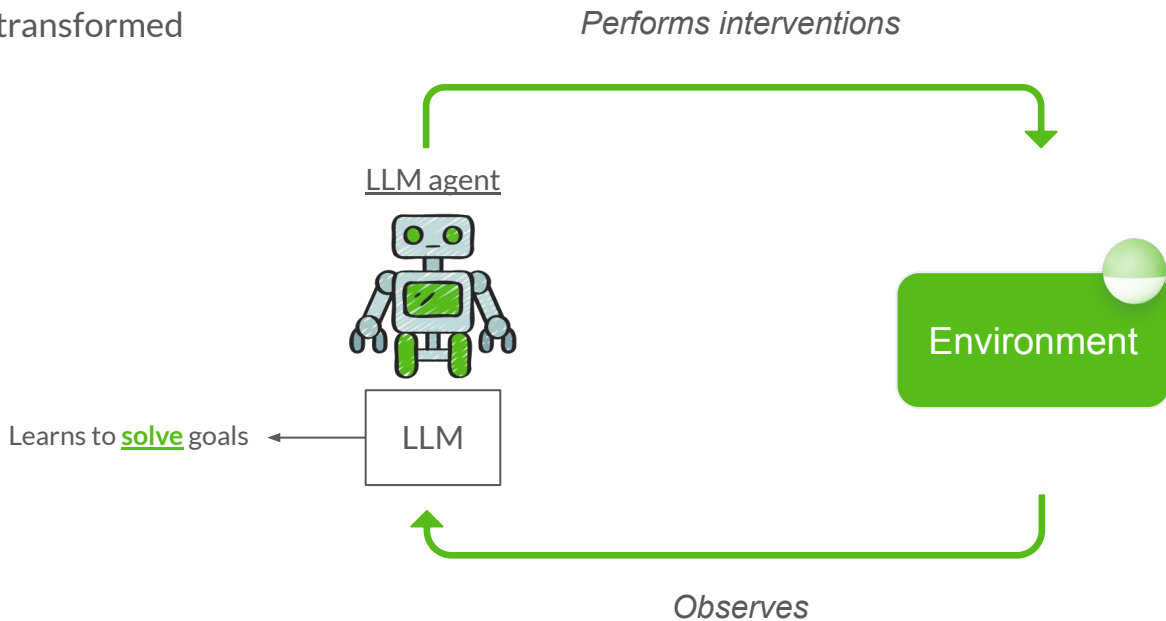 transformed
Performs interventions
LLM agent
Environment
Learns to solve goals
LLM
Observes